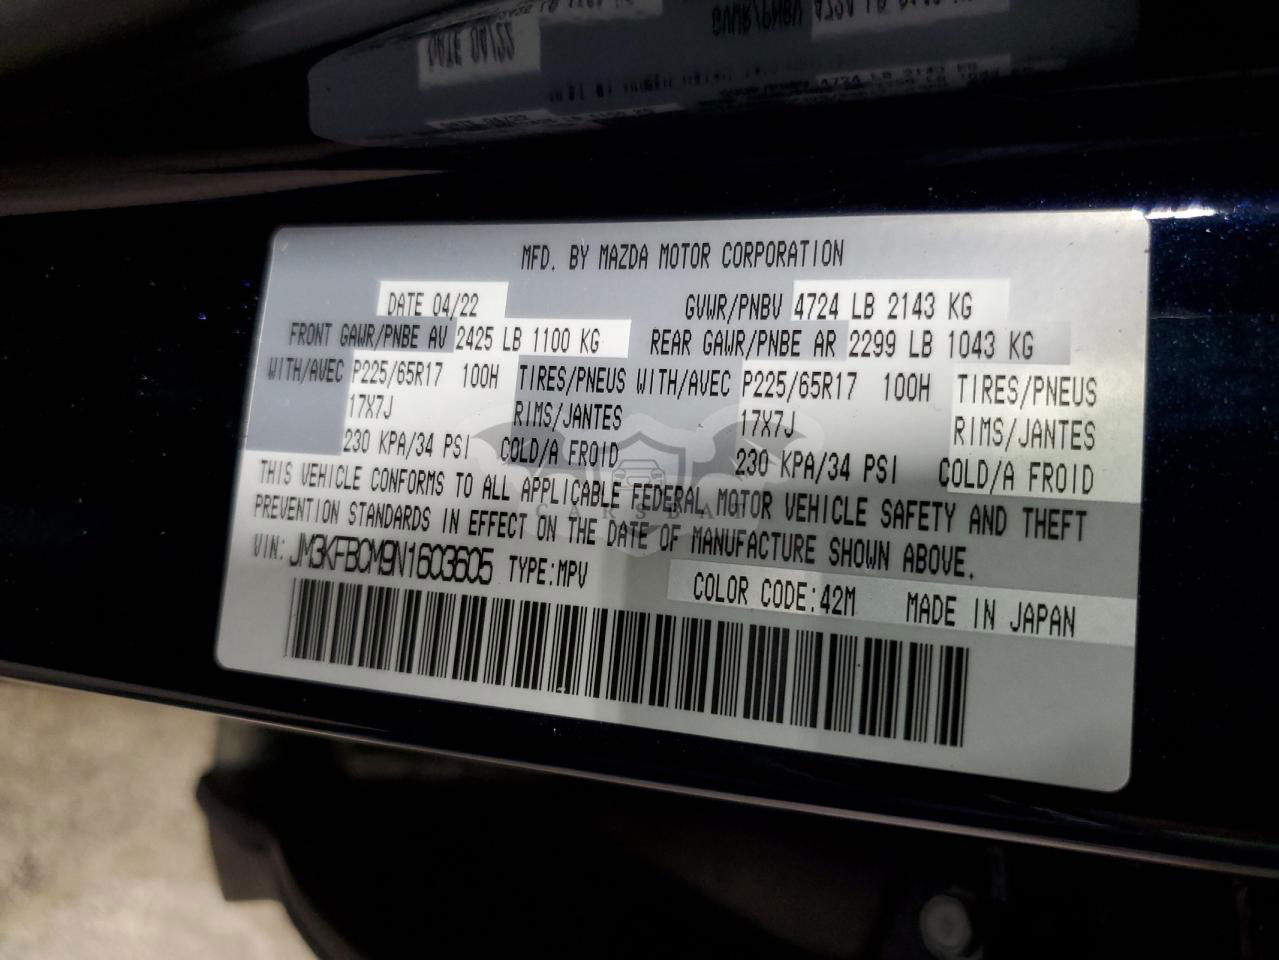 MFD. BY MAZDA MOTOR CORPORATION
DATE 04/22 GVWR/PNBV 4724 LB 2143 KG
FRONT GAWR/PNBE AV 2425 LB 1100 KG REAR GAWR/PNBE AR 2299 LB 1043 KG
WITH/AVEC P225/65R17 100H TIRES/PNEUS WITH/AVEC P225/65R17 100H TIRES/PNEUS
17X7J RIMS/JANTES 17X7J RIMS/JANTES
230 KPA/34 PSI COLD/A FROID 230 KPA/34 PSI COLD/A FROID
THIS VEHICLE CONFORMS TO ALL APPLICABLE FEDERAL MOTOR VEHICLE SAFETY AND THEFT
PREVENTION STANDARDS IN EFFECT ON THE DATE OF MANUFACTURE SHOWN ABOVE.
VIN: JM3KFBCM9N1603605 TYPE:MPV
COLOR CODE:42M MADE IN JAPAN
CARSBAT